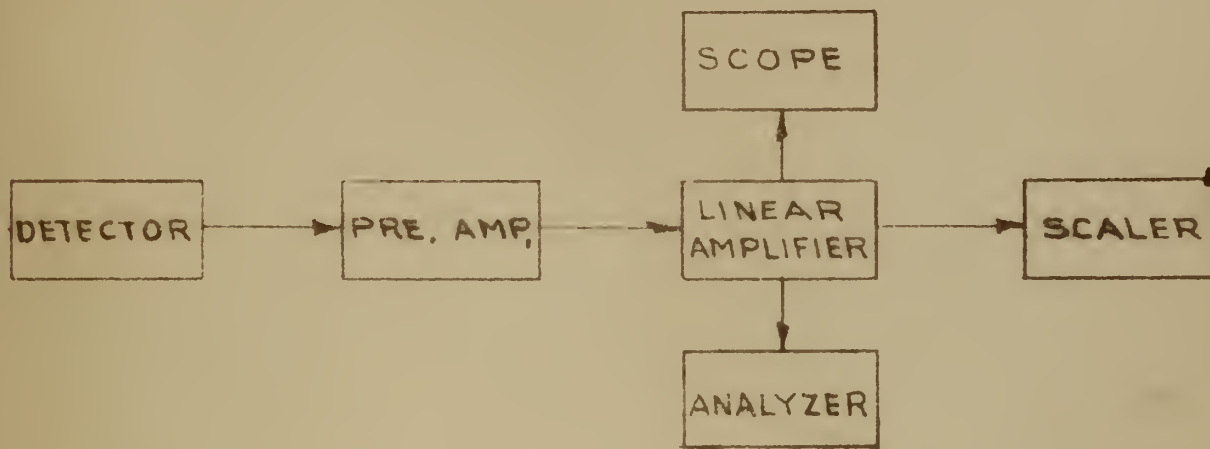 SCOPE
DETECTOR
PRE. AMP.
LINEAR
AMPLIFIER
SCALER
ANALYZER